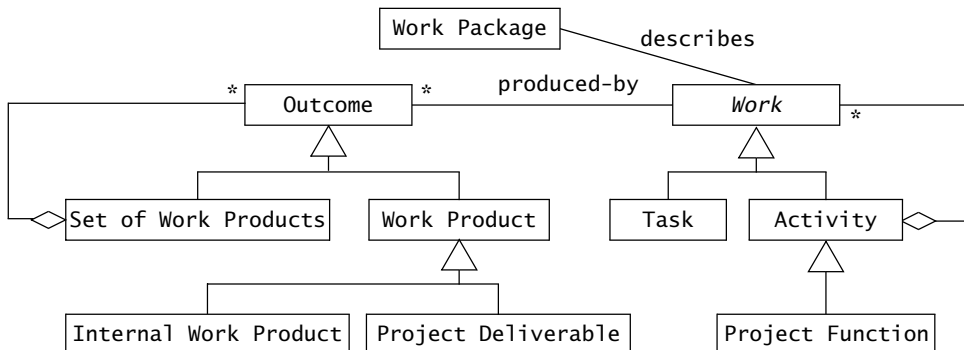 Work Package
describes
* Outcome *
produced-by
Work
*
Set of Work Products
Work Product
Task
Activity
Internal Work Product
Project Deliverable
Project Function